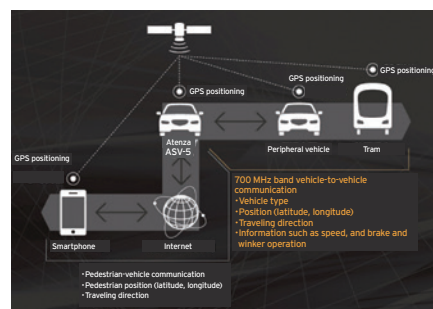 GPS positioning
GPS positioning
GPS positioning
Atenza
ASV-5
Peripheral vehicle
Tram
GPS positioning
700 MHz band vehicle-to-vehicle
communication
・Vehicle type
・Position (latitude, longitude)
・Traveling direction
・Information such as speed, and brake and
winker operation
Smartphone
Internet
・Pedestrian-vehicle communication
・Pedestrian position (latitude, longitude)
・Traveling direction